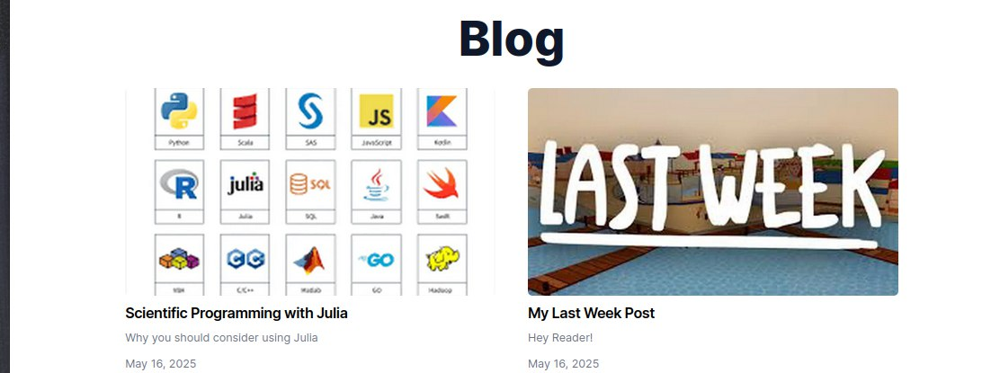 Blog
Python
Scala
SAS
JS
JavaScript
Kotlin
R
R
julia
Julia
SQL
SQL
Java
Swift
C C
C/C++
Matlab
GO
GO
Hadoop
LAST WEEK
Scientific Programming with Julia
Why you should consider using Julia
May 16, 2025
My Last Week Post
Hey Reader!
May 16, 2025